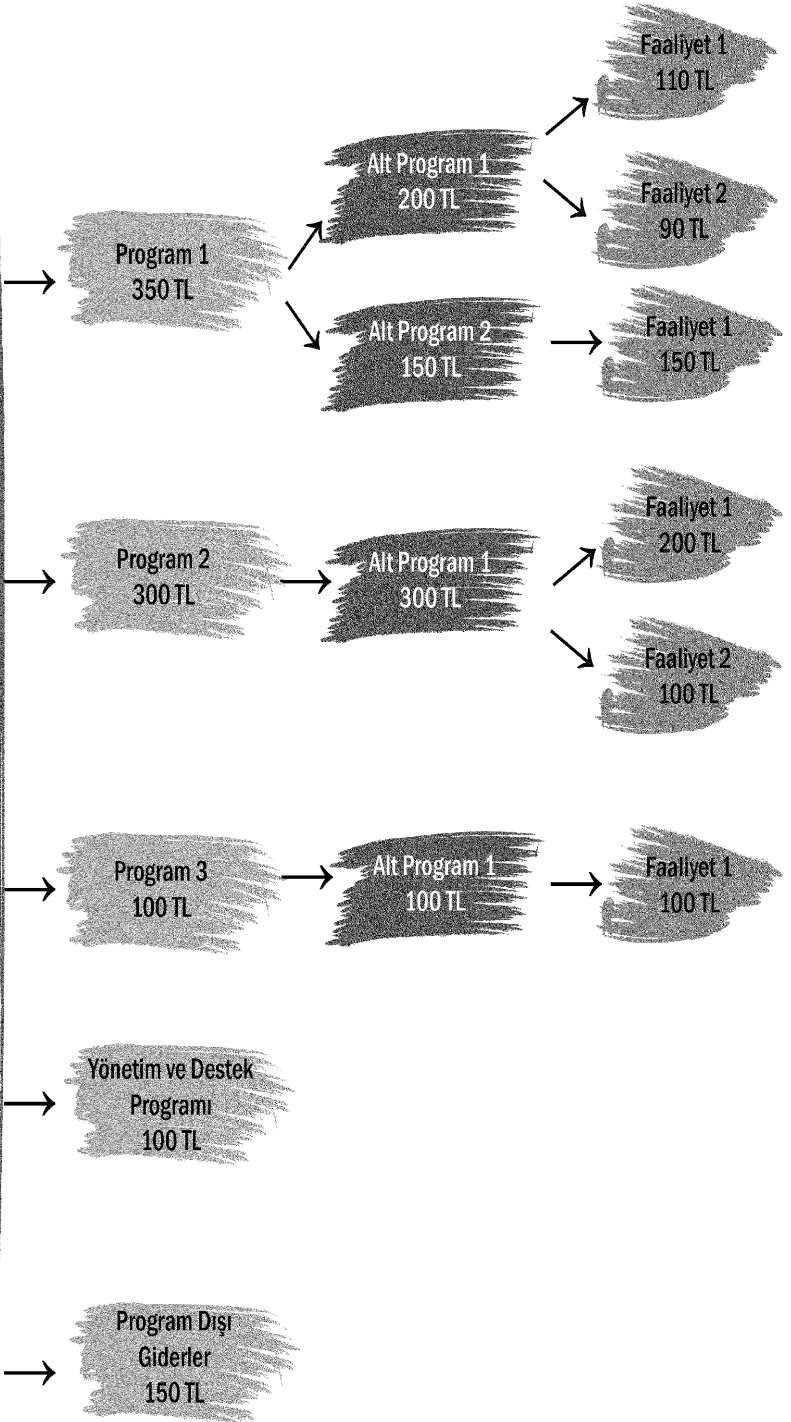 Faaliyet 1
110 TL
Alt Program 1
200 TL
Faaliyet 2
90 TL
Program 1
350 TL
Alt Program 2
150 TL
Faaliyet 1
150 TL
Faaliyet 1
200 TL
Program 2
300 TL
Alt Program 1
300 TL
Faaliyet 2
100 TL
Program 3
100 TL
Alt Program 1
100 TL
Faaliyet 1
100 TL
Yönetim ve Destek
Programı
100 TL
Program Dışı
Giderler
150 TL